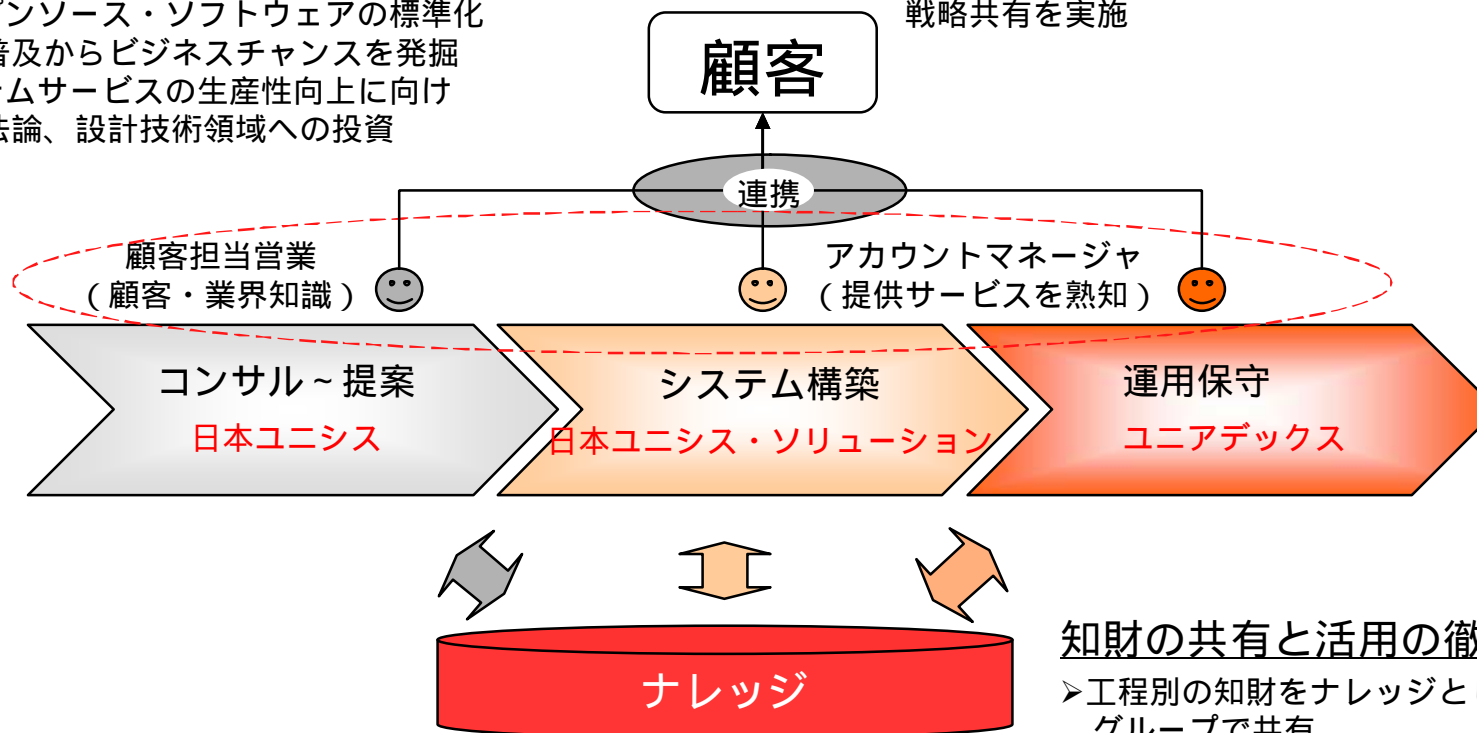 プンソース・ソフトウェアの標準化
普及からビジネスチャンスを発掘
テムサービスの生産性向上に向け
法論、設計技術領域への投資
戦略共有を実施
顧客
連携
顧客担当営業
（顧客・業界知識）
アカウントマネージャ
（提供サービスを熟知）
コンサル~提案
日本ユニシス
システム構築
日本ユニシス・ソリューション
運用保守
ユニアデックス
ナレッジ
知財の共有と活用の徹
➢工程別の知財をナレッジと
グループで共有